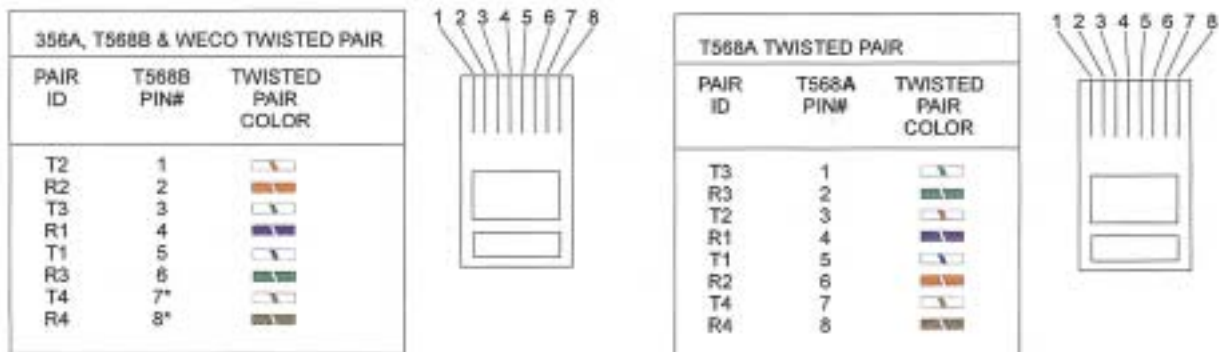 356A, T568B & WECO TWISTED PAIR
PAIR ID T568B PIN# TWISTED PAIR COLOR
T2 1
R2 2
T3 3
R1 4
T1 5
R3 6
T4 7*
R4 8*
1 2 3 4 5 6 7 8
T568A TWISTED PAIR
PAIR ID T568A PIN# TWISTED PAIR COLOR
T3 1
R3 2
T2 3
R1 4
T1 5
R2 6
T4 7
R4 8
1 2 3 4 5 6 7 8